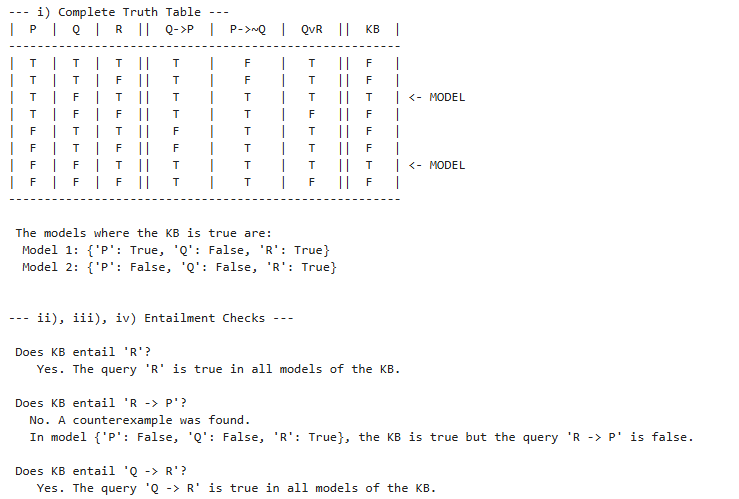 --- i) Complete Truth Table ---
|  P  |  Q  |  R  ||  Q->P  |  P->~Q  |  QvR  ||  KB  |
-------------------------------------------------------
|  T  |  T  |  T  ||   T    |    F    |   T   ||  F   |
|  T  |  T  |  F  ||   T    |    F    |   T   ||  F   |
|  T  |  F  |  T  ||   T    |    T    |   T   ||  T   | <- MODEL
|  T  |  F  |  F  ||   T    |    T    |   F   ||  F   |
|  F  |  T  |  T  ||   F    |    T    |   T   ||  F   |
|  F  |  T  |  F  ||   F    |    T    |   T   ||  F   |
|  F  |  F  |  T  ||   T    |    T    |   T   ||  T   | <- MODEL
|  F  |  F  |  F  ||   T    |    T    |   F   ||  F   |
-------------------------------------------------------
The models where the KB is true are:
Model 1: {'P': True, 'Q': False, 'R': True}
Model 2: {'P': False, 'Q': False, 'R': True}
--- ii), iii), iv) Entailment Checks ---
Does KB entail 'R'?
Yes. The query 'R' is true in all models of the KB.
Does KB entail 'R -> P'?
No. A counterexample was found.
In model {'P': False, 'Q': False, 'R': True}, the KB is true but the query 'R -> P' is false.
Does KB entail 'Q -> R'?
Yes. The query 'Q -> R' is true in all models of the KB.